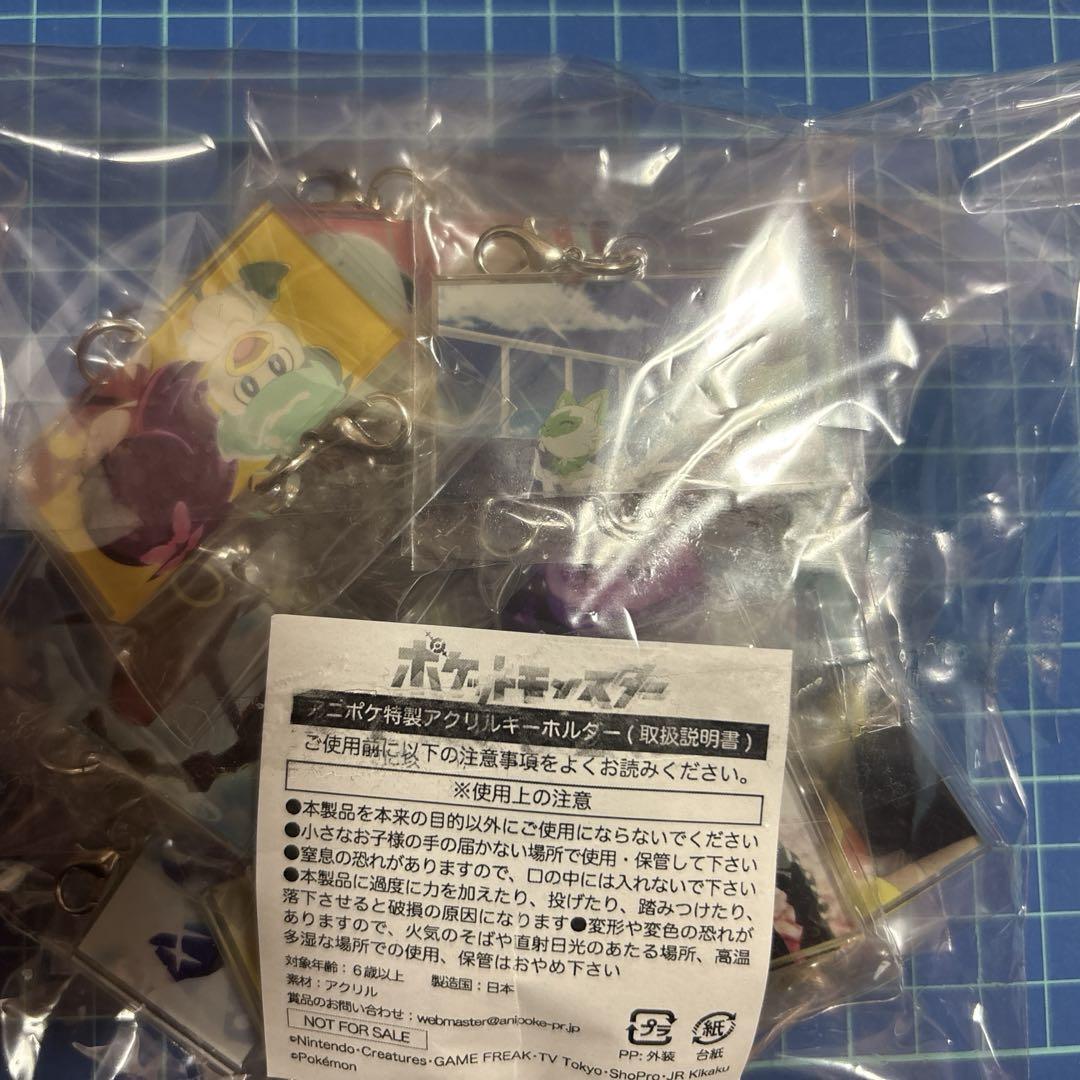 ポケットモンスター
アニポケ特製アクリルキーホルダー(取扱説明書)
ご使用前に以下の注意事項をよくお読みください。
※使用上の注意
●本製品を本来の目的以外にご使用にならないでください
●小さなお子様の手の届かない場所で使用・保管して下さい
●窒息の恐れがありますので、口の中には入れないで下さい
●本製品に過度に力を加えたり、投げたり、踏みつけたり、
落下させると破損の原因になります●変形や変色の恐れが
ありますので、火気のそばや直射日光のあたる場所、高温
多湿な場所での使用、保管はおやめ下さい
対象年齢：6歳以上 製造国：日本
素材：アクリル
賞品のお問い合わせ：webmaster@anipoke-pr.jp
NOT FOR SALE
プラ 紙
PP:外装 台紙
©Nintendo・Creatures・GAME FREAK・TV Tokyo・ShoPro・JR Kikaku
©Pokémon